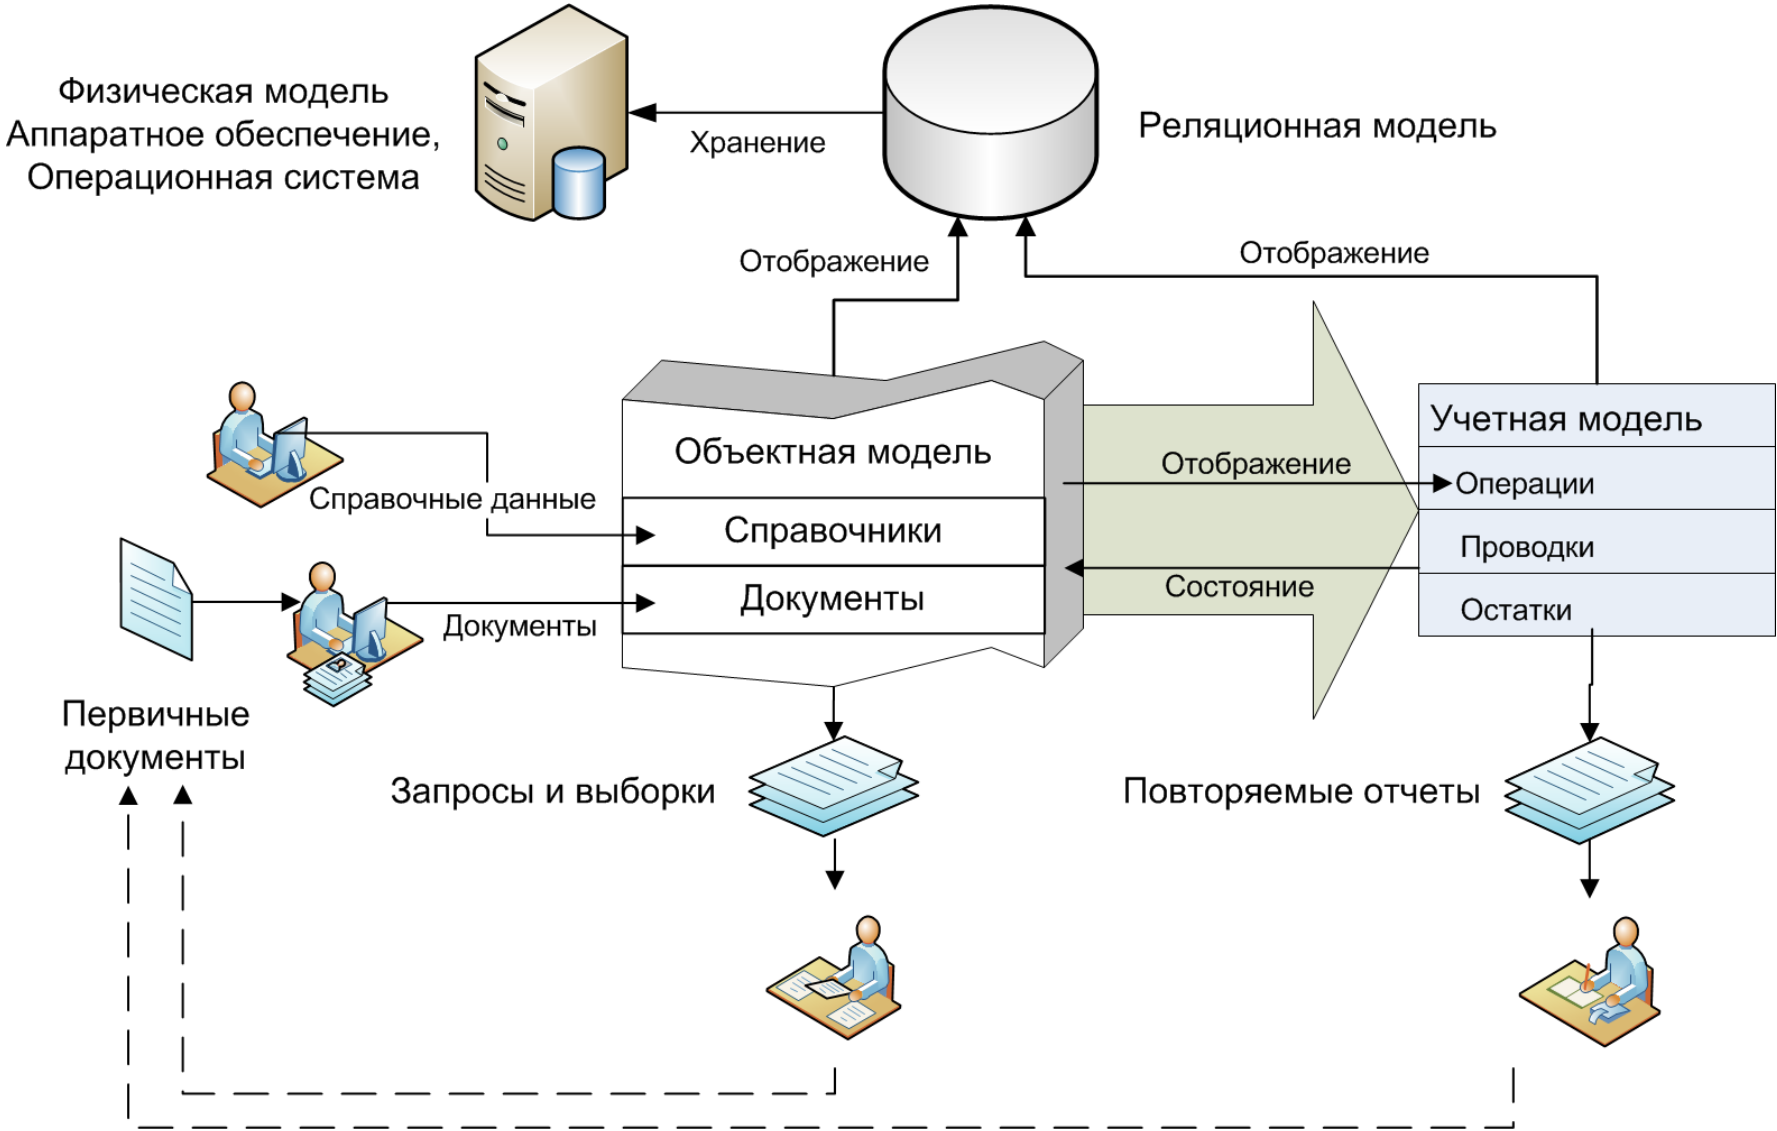 Физическая модель
Аппаратное обеспечение,
Операционная система
Хранение
Реляционная модель
Отображение
Отображение
Объектная модель
Справочники
Документы
Справочные данные
Документы
Отображение
Состояние
Учетная модель
Операции
Проводки
Остатки
Первичные
документы
Запросы и выборки
Повторяемые отчеты